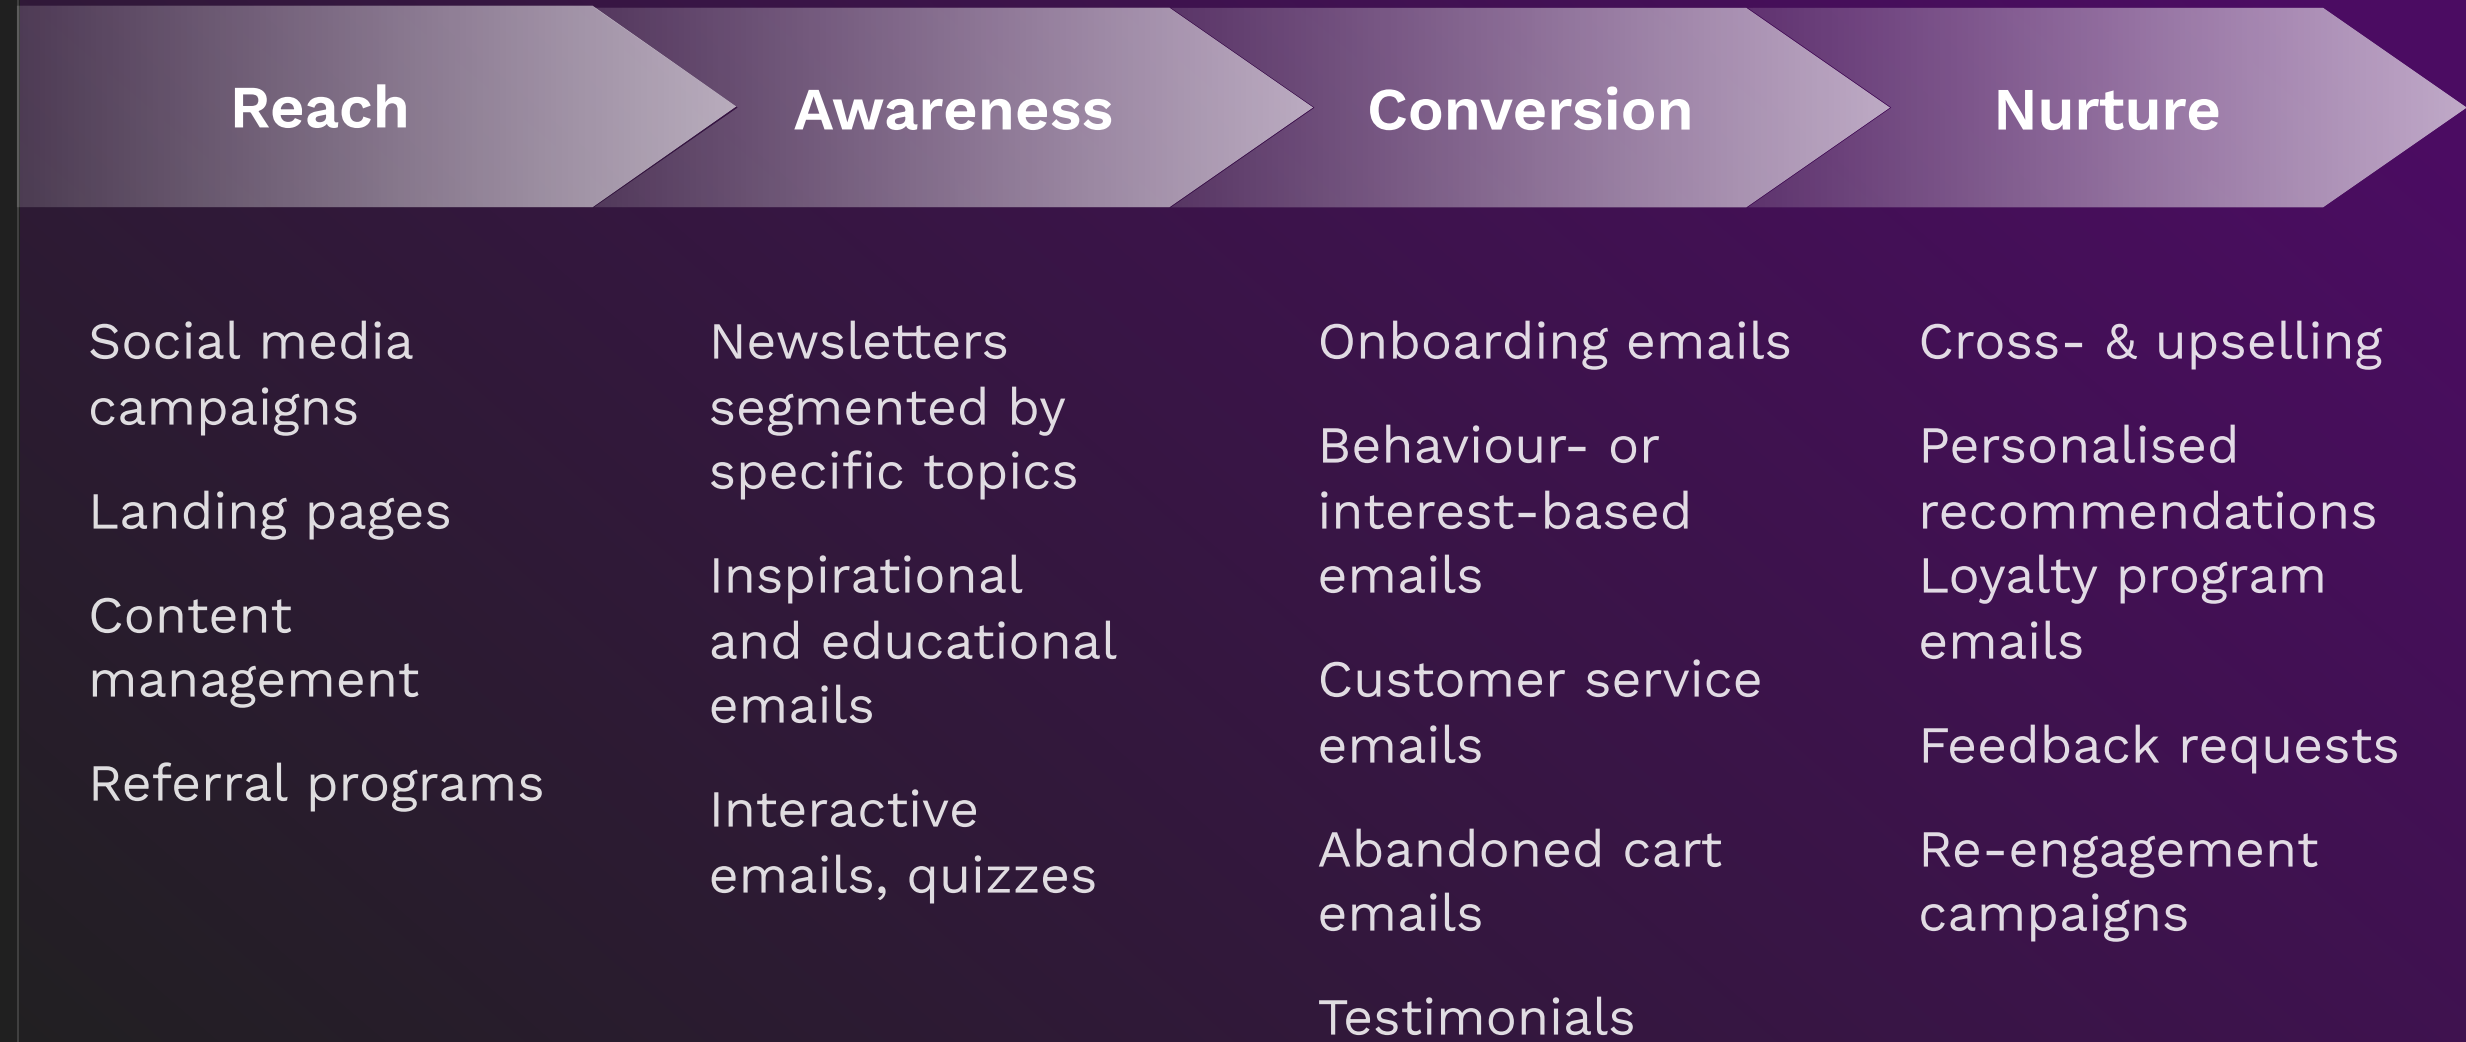 Reach
Awareness
Conversion
Nurture
Social media
campaigns
Landing pages
Content
management
Referral programs
Newsletters
segmented by
specific topics
Inspirational
and educational
emails
Interactive
emails, quizzes
Onboarding emails
Behaviour- or
interest-based
emails
Customer service
emails
Abandoned cart
emails
Testimonials
Cross- & upselling
Personalised
recommendations
Loyalty program
emails
Feedback requests
Re-engagement
campaigns